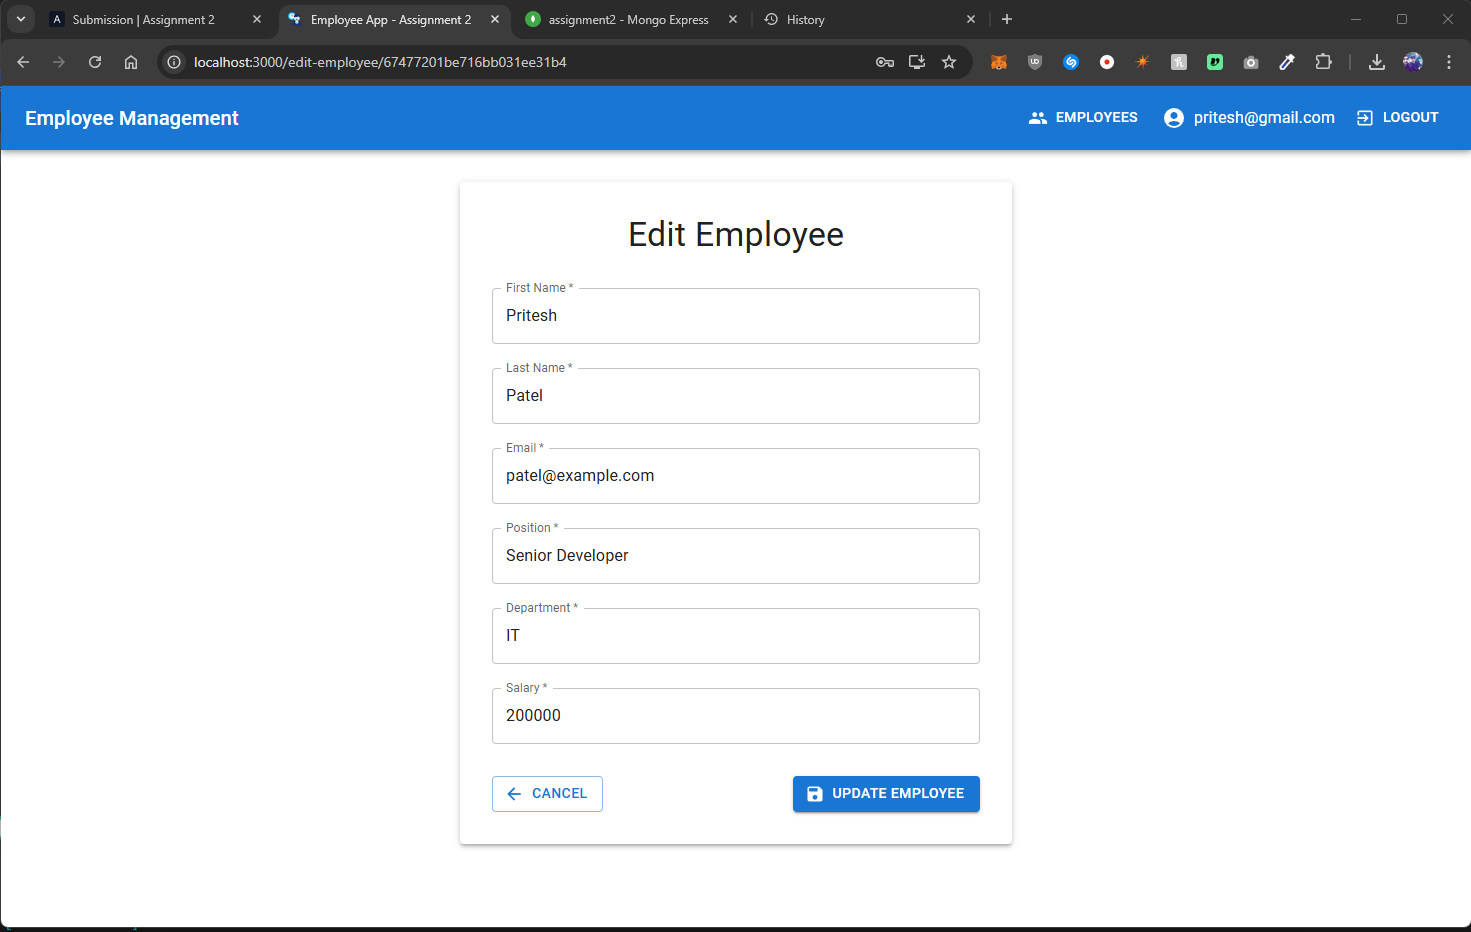 Submission | Assignment 2
Employee App - Assignment 2
assignment2 - Mongo Express
History
localhost:3000/edit-employee/67477201be716bb031ee31b4
Employee Management
EMPLOYEES
pritesh@gmail.com
LOGOUT
Edit Employee
First Name *
Pritesh
Last Name *
Patel
Email *
patel@example.com
Position *
Senior Developer
Department *
IT
Salary *
200000
CANCEL
UPDATE EMPLOYEE